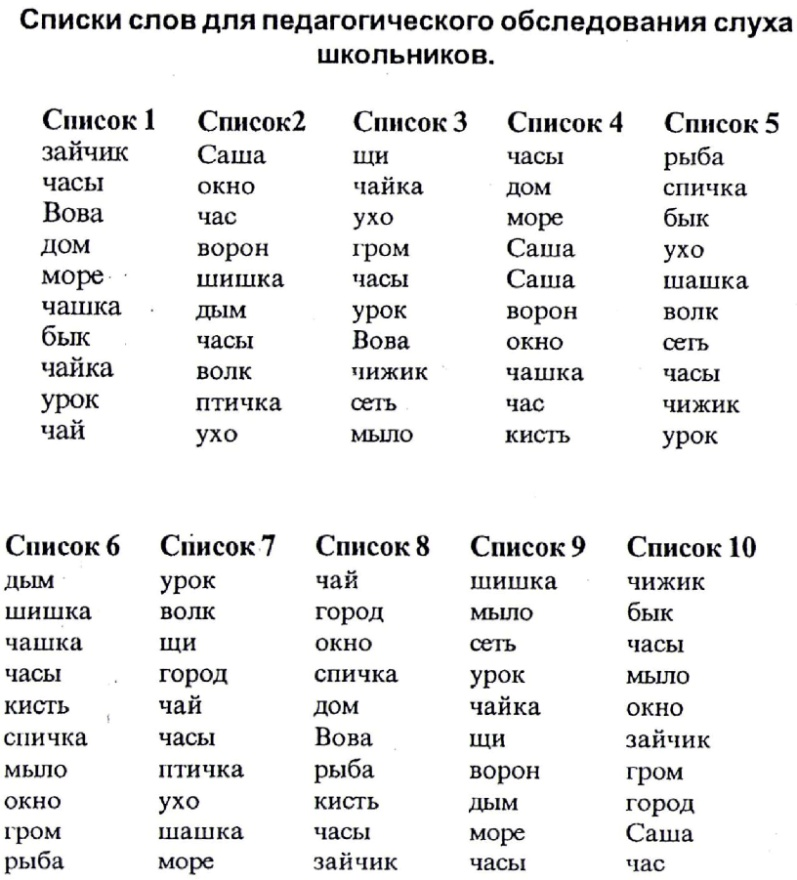 Списки слов для педагогического обследования слуха
школьников.
Список 1 Список2 Список 3 Список 4 Список 5
зайчик Саша щи часы рыба
часы окно чайка дом спичка
Вова час ухо море бык
дом ворон гром Саша ухо
море шишка часы Саша шашка
чашка дым урок ворон волк
бык часы Вова окно сеть
чайка волк чижик чашка часы
урок птичка сеть час чижик
чай ухо мыло кисть урок
Список 6 Список 7 Список 8 Список 9 Список 10
дым урок чай шишка чижик
шишка волк город мыло бык
чашка щи окно сеть часы
часы город спичка урок мыло
кисть чай дом чайка окно
спичка часы Вова щи зайчик
мыло птичка рыба ворон гром
окно ухо кисть дым город
гром шашка часы море Саша
рыба море зайчик часы час